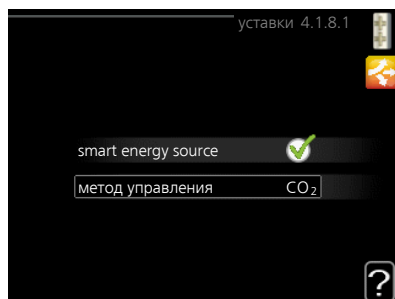 уставки 4.1.8.1
smart energy source
метод управления CO₂
?